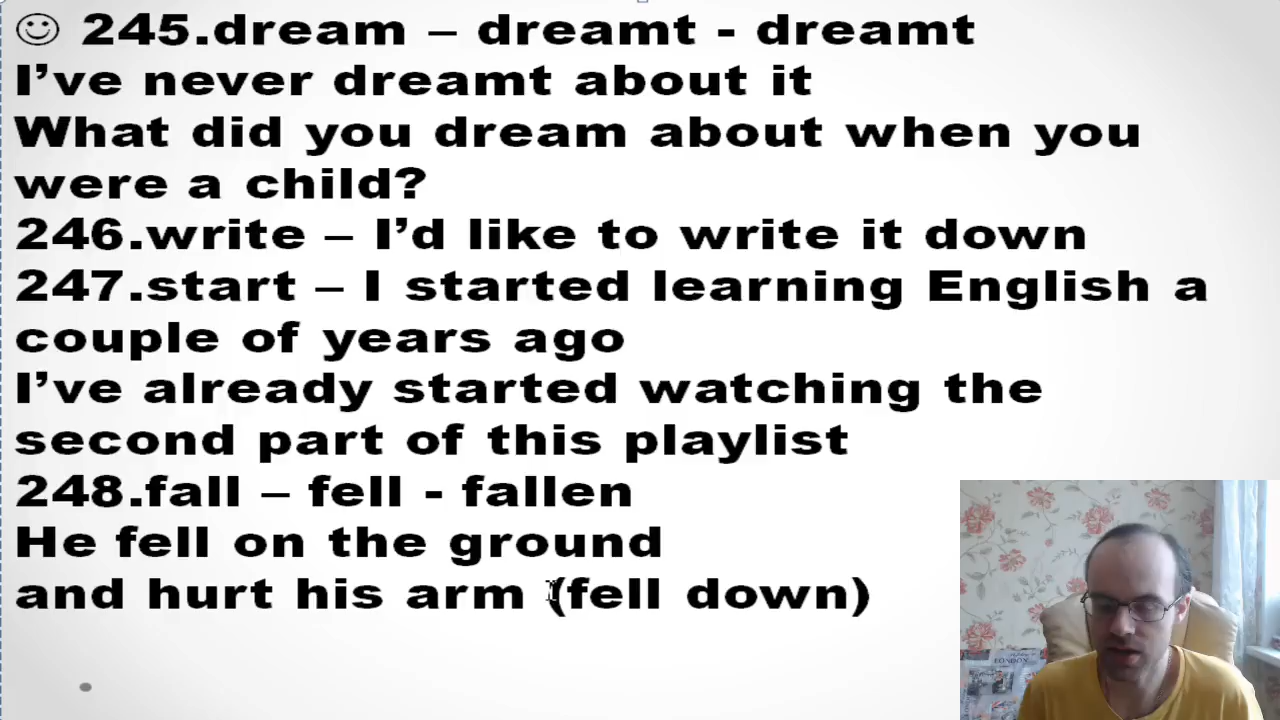 ☺ 245.dream – dreamt - dreamt
I’ve never dreamt about it
What did you dream about when you
were a child?
246.write – I’d like to write it down
247.start – I started learning English a
couple of years ago
I’ve already started watching the
second part of this playlist
248.fall – fell - fallen
He fell on the ground
and hurt his arm (fell down)
LONDON